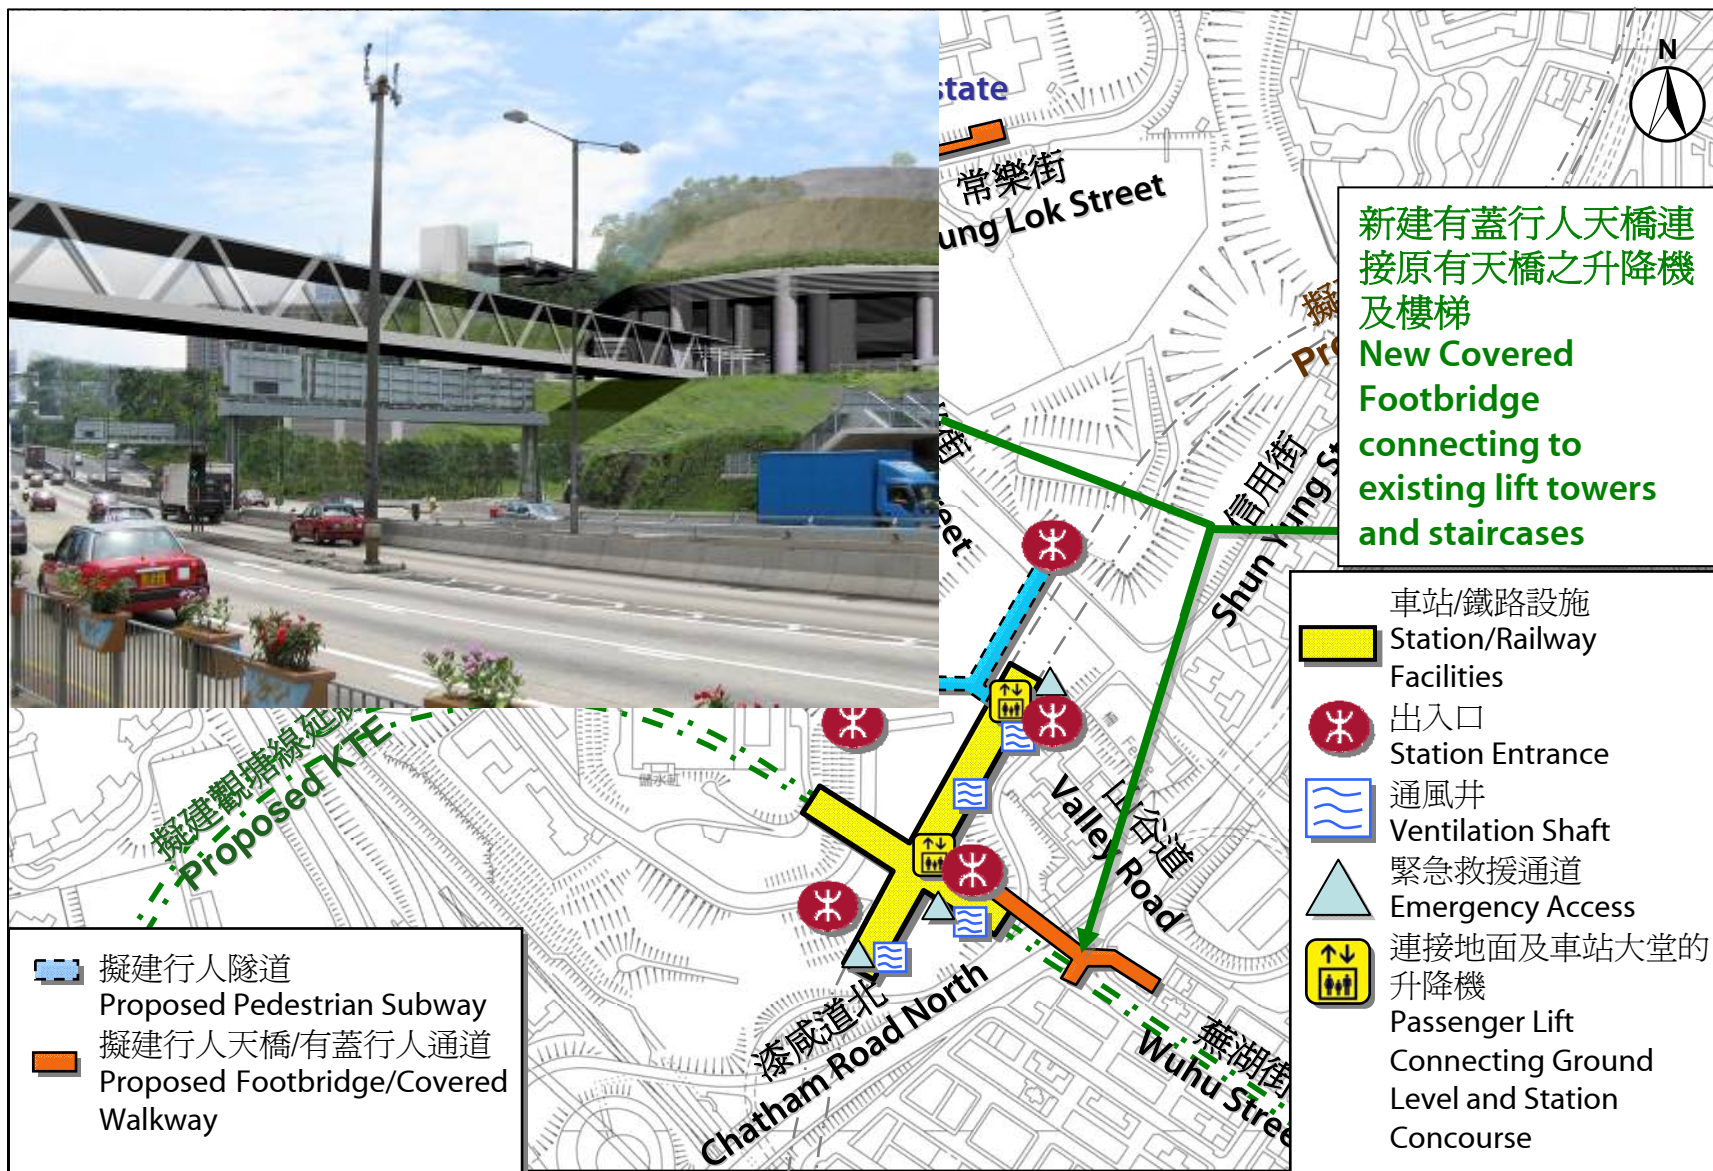 N
state
常樂街
ung Lok Street
新建有蓋行人天橋連
接原有天橋之升降機
及樓梯
New Covered
Footbridge
connecting to
existing lift towers
and staircases
擬
Pro
街
reet
信用街
Shun Yung St
車站/鐵路設施
Station/Railway
Facilities
出入口
Station Entrance
通風井
Ventilation Shaft
緊急救援通道
Emergency Access
連接地面及車站大堂的
升降機
Passenger Lift
Connecting Ground
Level and Station
Concourse
擬建觀塘線延
Proposed KTE
山谷道
Valley Road
漆咸道北
Chatham Road North
蕪湖街
Wuhu Stree
擬建行人隧道
Proposed Pedestrian Subway
擬建行人天橋/有蓋行人通道
Proposed Footbridge/Covered
Walkway